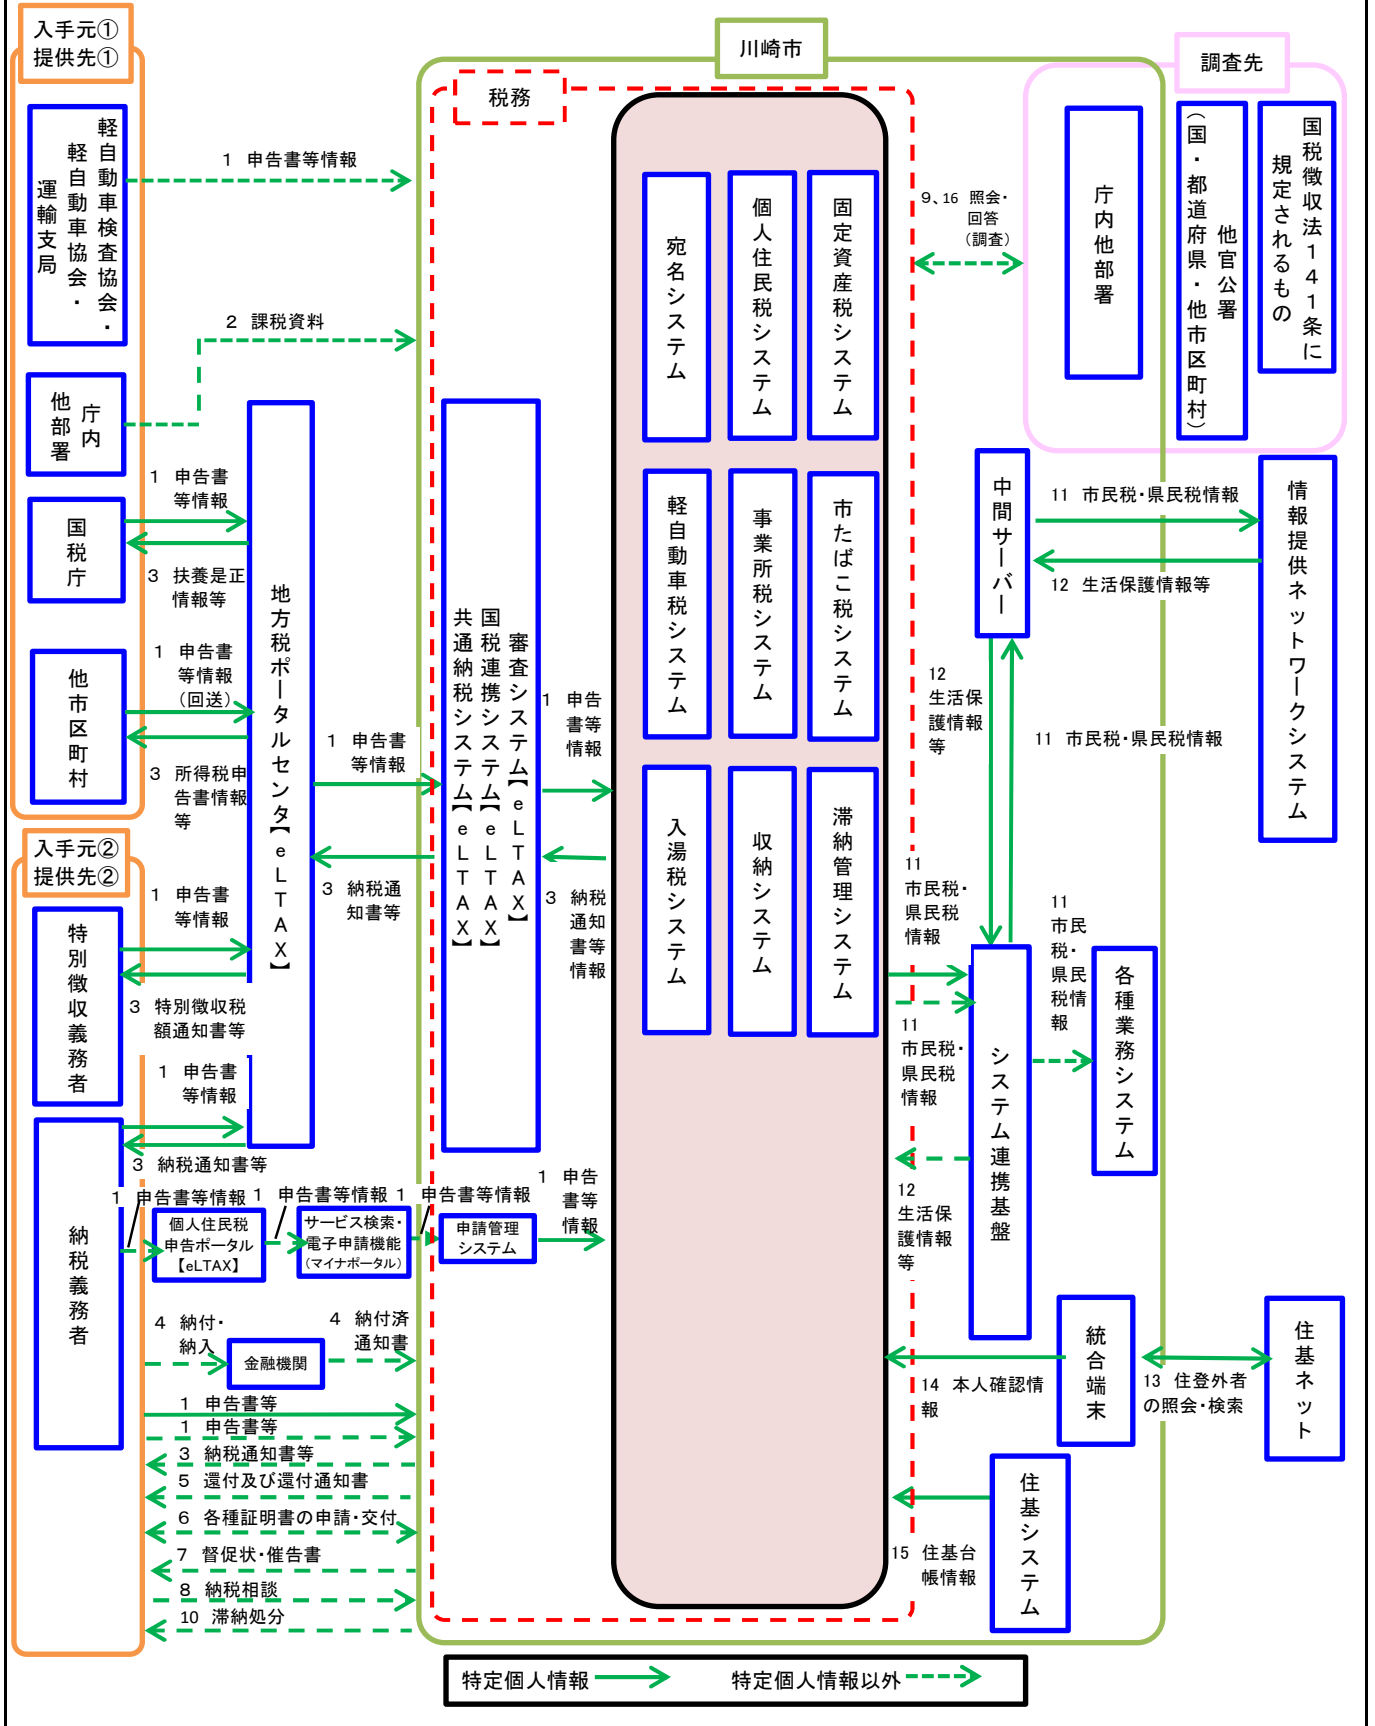 入手元①
提供先①
軽自動車検査協会・
軽自動車協会・
運輸支局
1 申告書等情報
庁内
他部署
2 課税資料
国税庁
1 申告書
等情報
3 扶養是正
情報等
他市区町村
1 申告書
等情報
（回送）
3 所得税申
告書情報
等
入手元②
提供先②
特別徴収義務者
1 申告書
等情報
3 特別徴収税
額通知書等
納税義務者
1 申告書
等情報
3 納税通知書等
1 申告書等情報
個人住民税
申告ポータル
【eLTAX】
1 申告書等情報
サービス検索・
電子申請機能
（マイナポータル）
1 申告書等情報
申請管理
システム
1 申告
書等
情報
4 納付・
納入
金融機関
4 納付済
通知書
1 申告書等
1 申告書等
3 納税通知書等
5 還付及び還付通知書
6 各種証明書の申請・交付
7 督促状・催告書
8 納税相談
10 滞納処分
地方税ポータルセンタ【eLTAX】
1 申告書
等情報
3 納税通
知書等
川崎市
税務
審査システム【eLTAX】
国税連携システム【eLTAX】
共通納税システム【eLTAX】
1 申告
書等
情報
3 納税
通知
書等
情報
宛名システム
個人住民税システム
固定資産税システム
軽自動車税システム
事業所税システム
市たばこ税システム
入湯税システム
収納システム
滞納管理システム
9、16 照会・
回答
（調査）
調査先
庁内他部署
他官公署
（国・都道府県・他市区町村）
国税徴収法141条に
規定されるもの
中間サーバー
11 市民税・県民税情報
12 生活保護情報等
情報提供ネットワークシステム
12
生活保
護情報
等
11 市民税・県民税情報
11
市民税・
県民税
情報
11
市民税・
県民税
情報
12
生活保
護情報
等
システム連携基盤
11
市民
税・
県民
税情
報
各種業務システム
統合端末
14 本人確認情
報
13 住登外者
の照会・検索
住基ネット
住基システム
15 住基台
帳情報
特定個人情報
特定個人情報以外